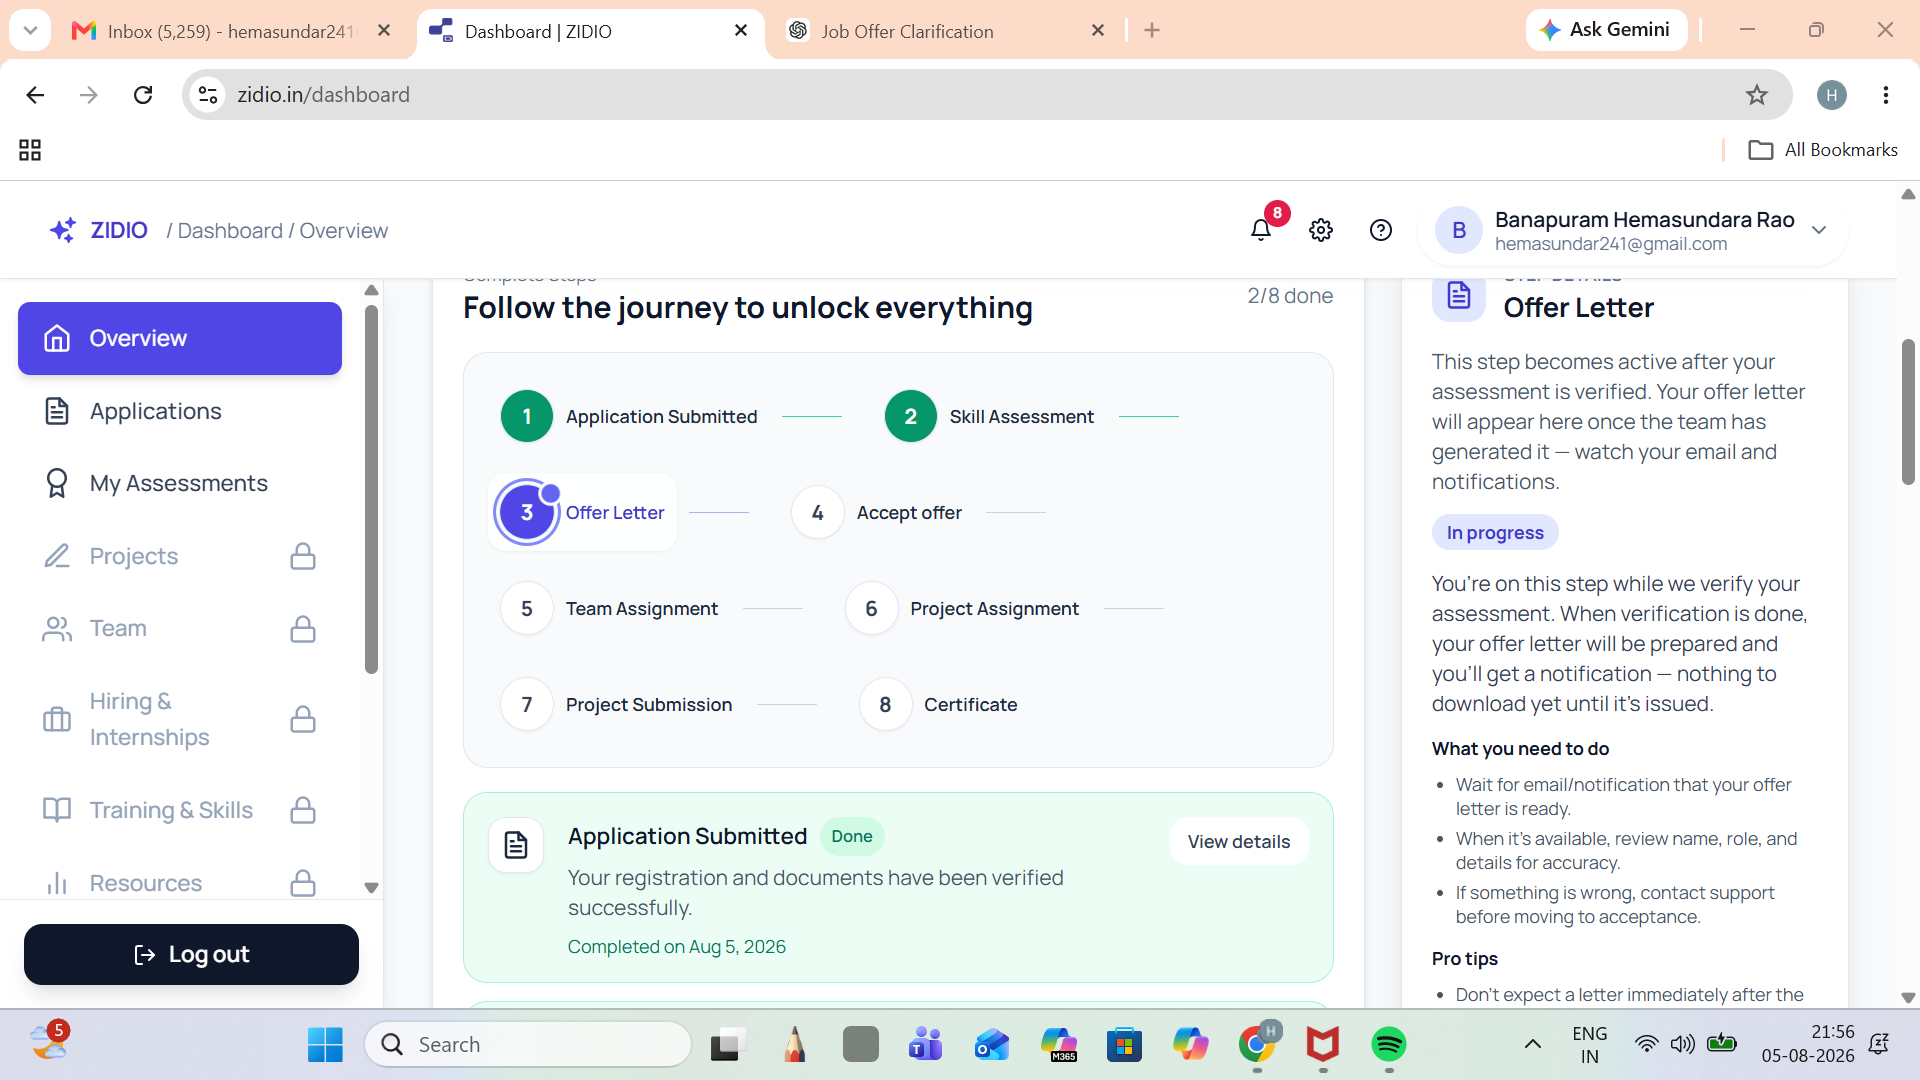 Inbox (5,259) - hemasundar241
Dashboard | ZIDIO
Job Offer Clarification
Ask Gemini
zidio.in/dashboard
H
All Bookmarks
ZIDIO / Dashboard / Overview
8
B
Banapuram Hemasundara Rao
hemasundar241@gmail.com
Overview
Applications
My Assessments
Projects
Team
Hiring &
Internships
Training & Skills
Resources
Log out
Complete Steps
Follow the journey to unlock everything
2/8 done
1 Application Submitted
2 Skill Assessment
3 Offer Letter
4 Accept offer
5 Team Assignment
6 Project Assignment
7 Project Submission
8 Certificate
Application Submitted Done
View details
Your registration and documents have been verified
successfully.
Completed on Aug 5, 2026
STEP DETAILS
Offer Letter
This step becomes active after your
assessment is verified. Your offer letter
will appear here once the team has
generated it — watch your email and
notifications.
In progress
You're on this step while we verify your
assessment. When verification is done,
your offer letter will be prepared and
you'll get a notification — nothing to
download yet until it's issued.
What you need to do
• Wait for email/notification that your offer
letter is ready.
• When it's available, review name, role, and
details for accuracy.
• If something is wrong, contact support
before moving to acceptance.
Pro tips
• Don't expect a letter immediately after the
5
Search
M365
H
ENG
IN
21:56
05-08-2026